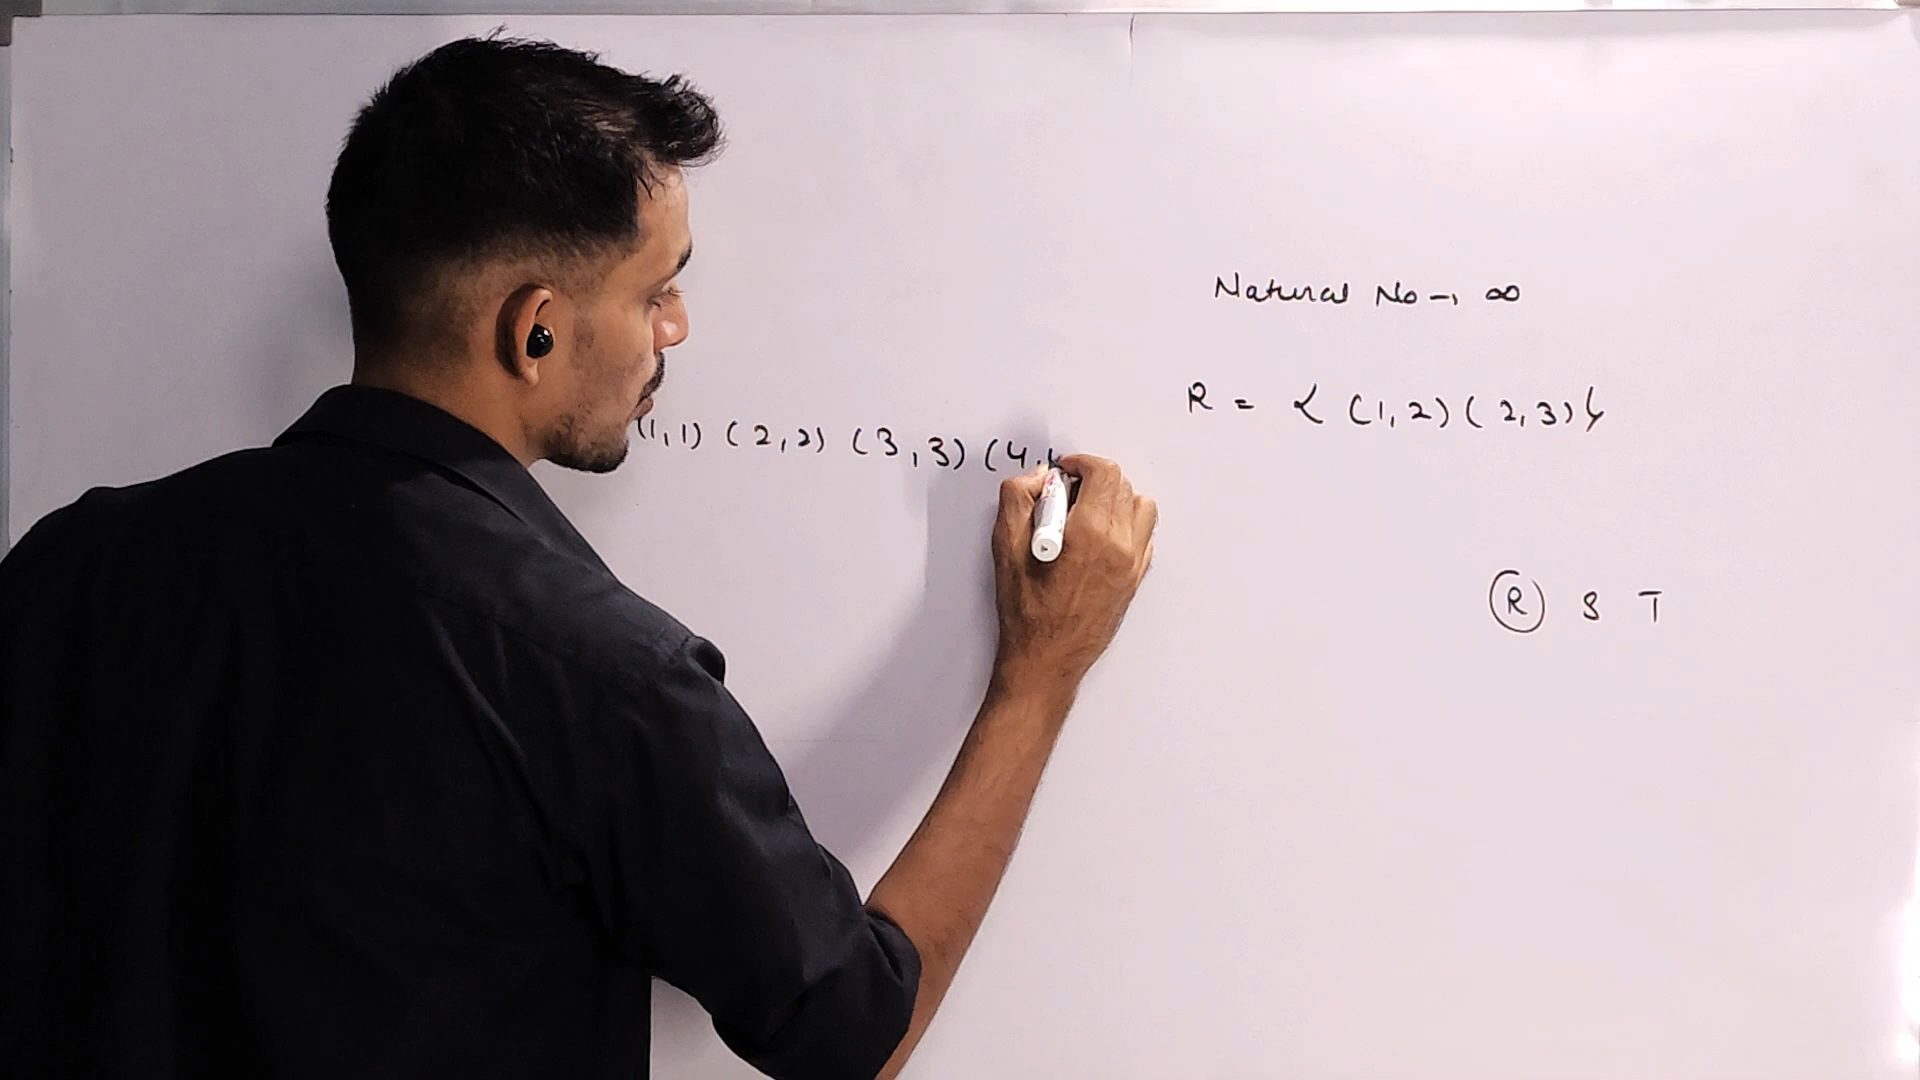 Natural No → ∞
R = { (1,2) (2,3) }
(1,1) (2,2) (3,3) (4,
R S T